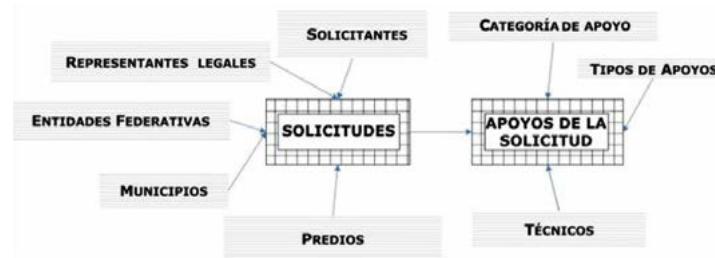 SOLICITANTES
CATEGORÍA DE APOYO
REPRESENTANTES LEGALES
TIPOS DE APOYOS
ENTIDADES FEDERATIVAS
SOLICITUDES
APOYOS DE LA
SOLICITUD
MUNICIPIOS
PREDIOS
TÉCNICOS